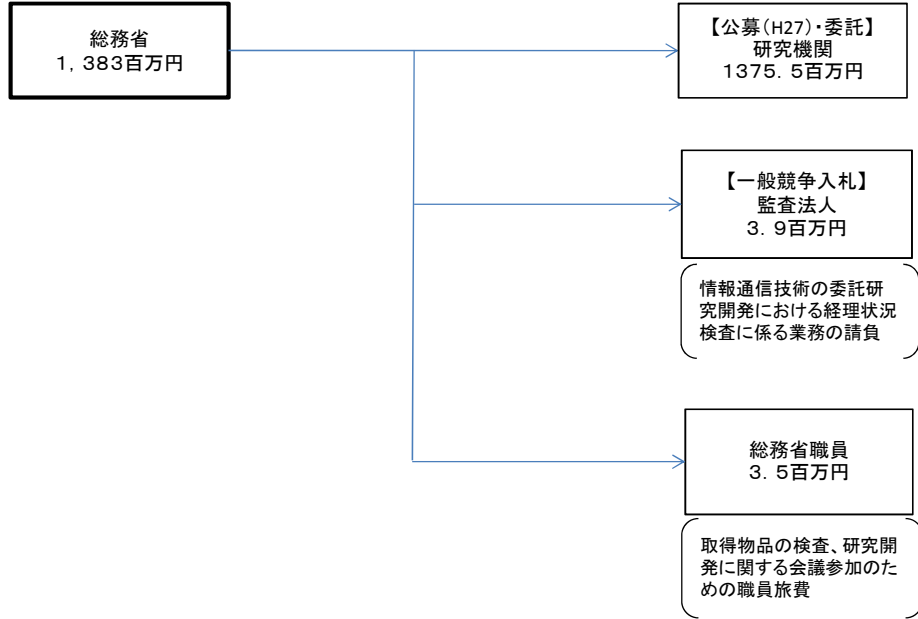 総務省
１，３８３百万円
【公募（H27）・委託】
研究機関
１３７５．５百万円
【一般競争入札】
監査法人
３．９百万円
情報通信技術の委託研
究開発における経理状況
検査に係る業務の請負
総務省職員
３．５百万円
取得物品の検査、研究開
発に関する会議参加のた
めの職員旅費